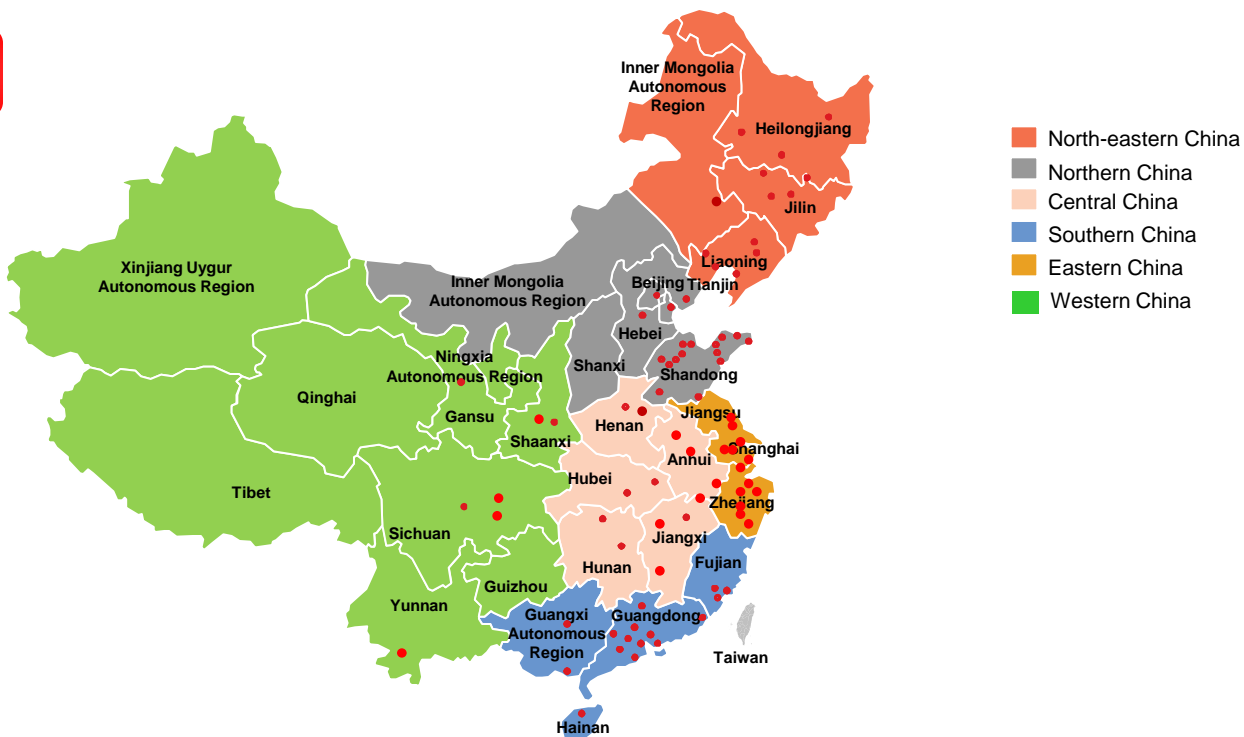 Inner Mongolia
Autonomous
Region
Heilongjiang
Jilin
Liaoning
Xinjiang Uygur
Autonomous Region
Inner Mongolia
Autonomous Region
Beijing
Tianjin
Hebei
Shanxi
Shandong
Ningxia
Autonomous Region
Qinghai
Gansu
Shaanxi
Henan
Jiangsu
Shanghai
Anhui
Hubei
Zhejiang
Tibet
Sichuan
Jiangxi
Hunan
Fujian
Guizhou
Yunnan
Guangxi
Autonomous
Region
Guangdong
Taiwan
Hainan
North-eastern China
Northern China
Central China
Southern China
Eastern China
Western China